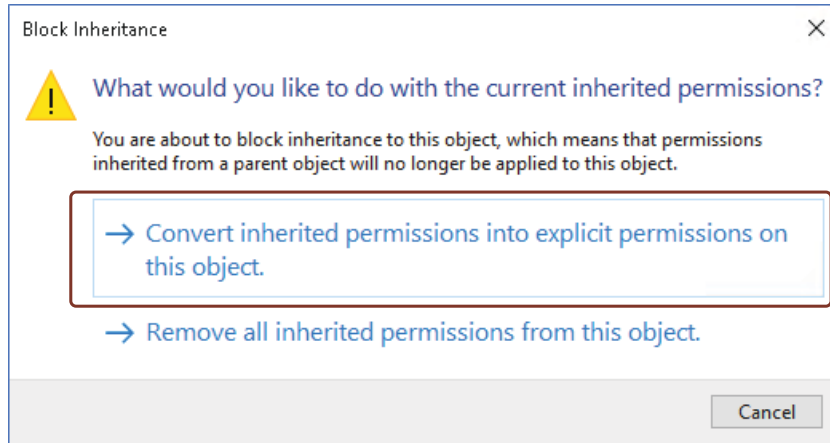 Block Inheritance
What would you like to do with the current inherited permissions?
You are about to block inheritance to this object, which means that permissions
inherited from a parent object will no longer be applied to this object.
Convert inherited permissions into explicit permissions on
this object.
Remove all inherited permissions from this object.
Cancel